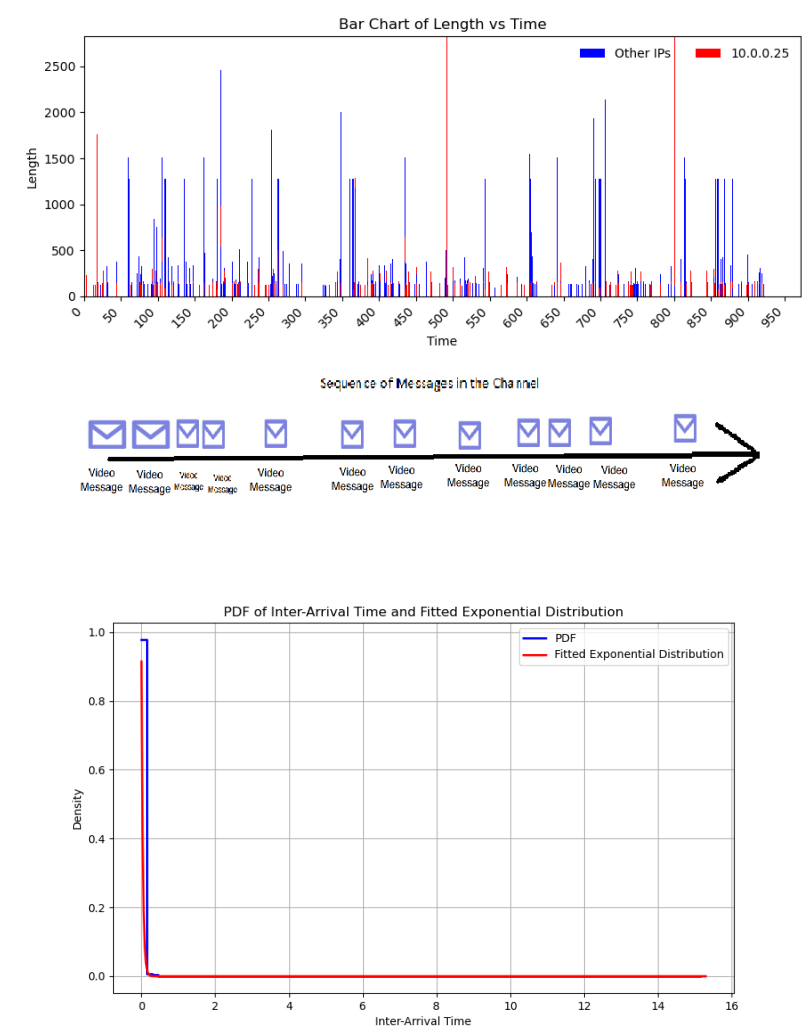 Bar Chart of Length vs Time
Other IPs
10.0.0.25
2500
2000
1500
1000
500
0
Length
0 50 100 150 200 250 300 350 400 450 500 550 600 650 700 750 800 850 900 950
Time
Sequence of Messages in the Channel
Video Video Video Video Video Video Video Video Video Video Video Video
Message Message Message Message Message Message Message Message Message Message Message Message
PDF of Inter-Arrival Time and Fitted Exponential Distribution
PDF
Fitted Exponential Distribution
1.0
0.8
0.6
0.4
0.2
0.0
Density
0 2 4 6 8 10 12 14 16
Inter-Arrival Time